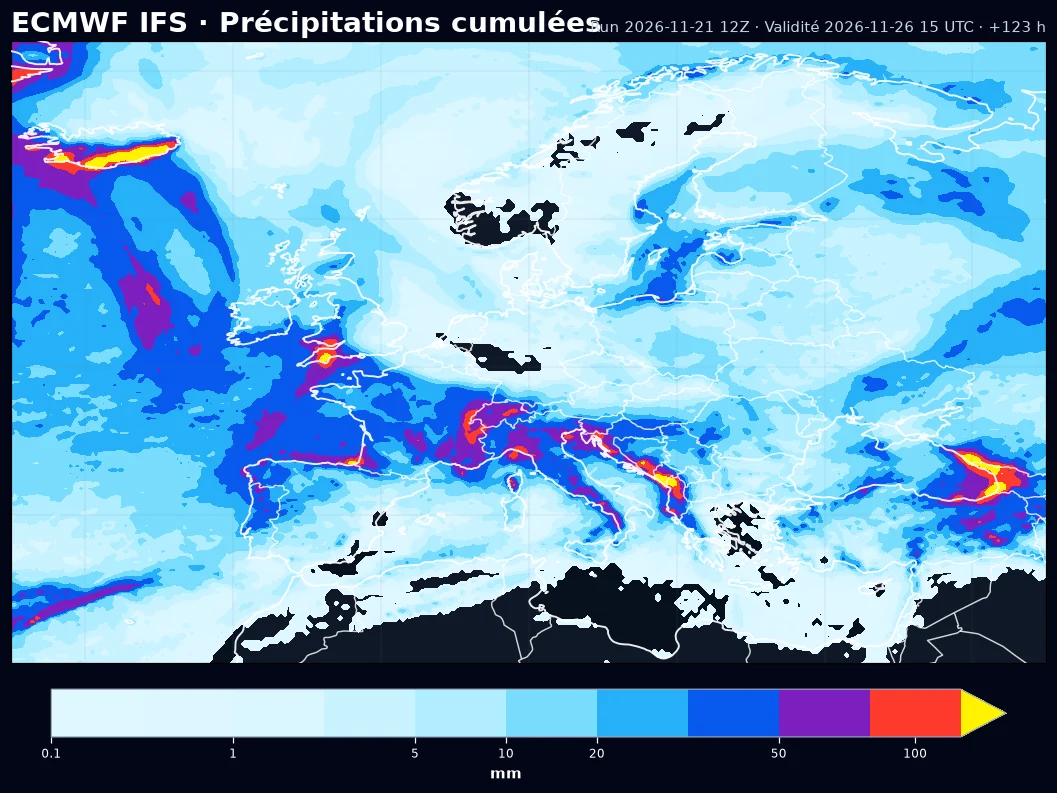 ECMWF IFS · Précipitations cumulées
Run 2026-11-21 12Z · Validité 2026-11-26 15 UTC · +123 h
0.1 1 5 10 20 50 100
mm